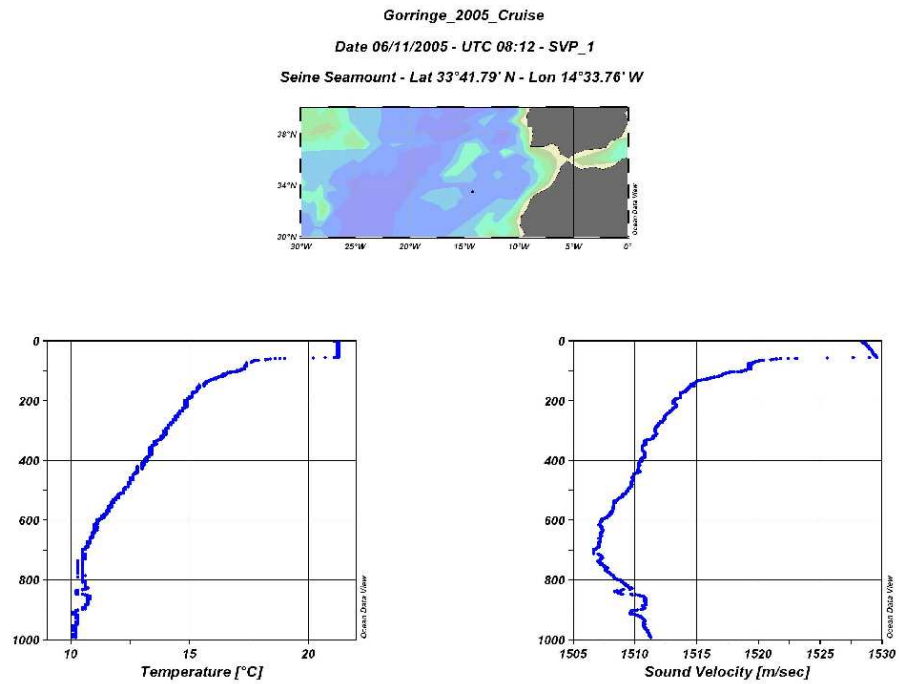 Gorringe_2005_Cruise
Date 06/11/2005 - UTC 08:12 - SVP_1
Seine Seamount - Lat 33°41.79' N - Lon 14°33.76' W
38°N
34°N
30°N
30°W 25°W 20°W 15°W 10°W 5°W 0°
Ocean Data View
0
200
400
600
800
1000
10 15 20
Temperature [°C]
Ocean Data View
0
200
400
600
800
1000
1505 1510 1515 1520 1525 1530
Sound Velocity [m/sec]
Ocean Data View